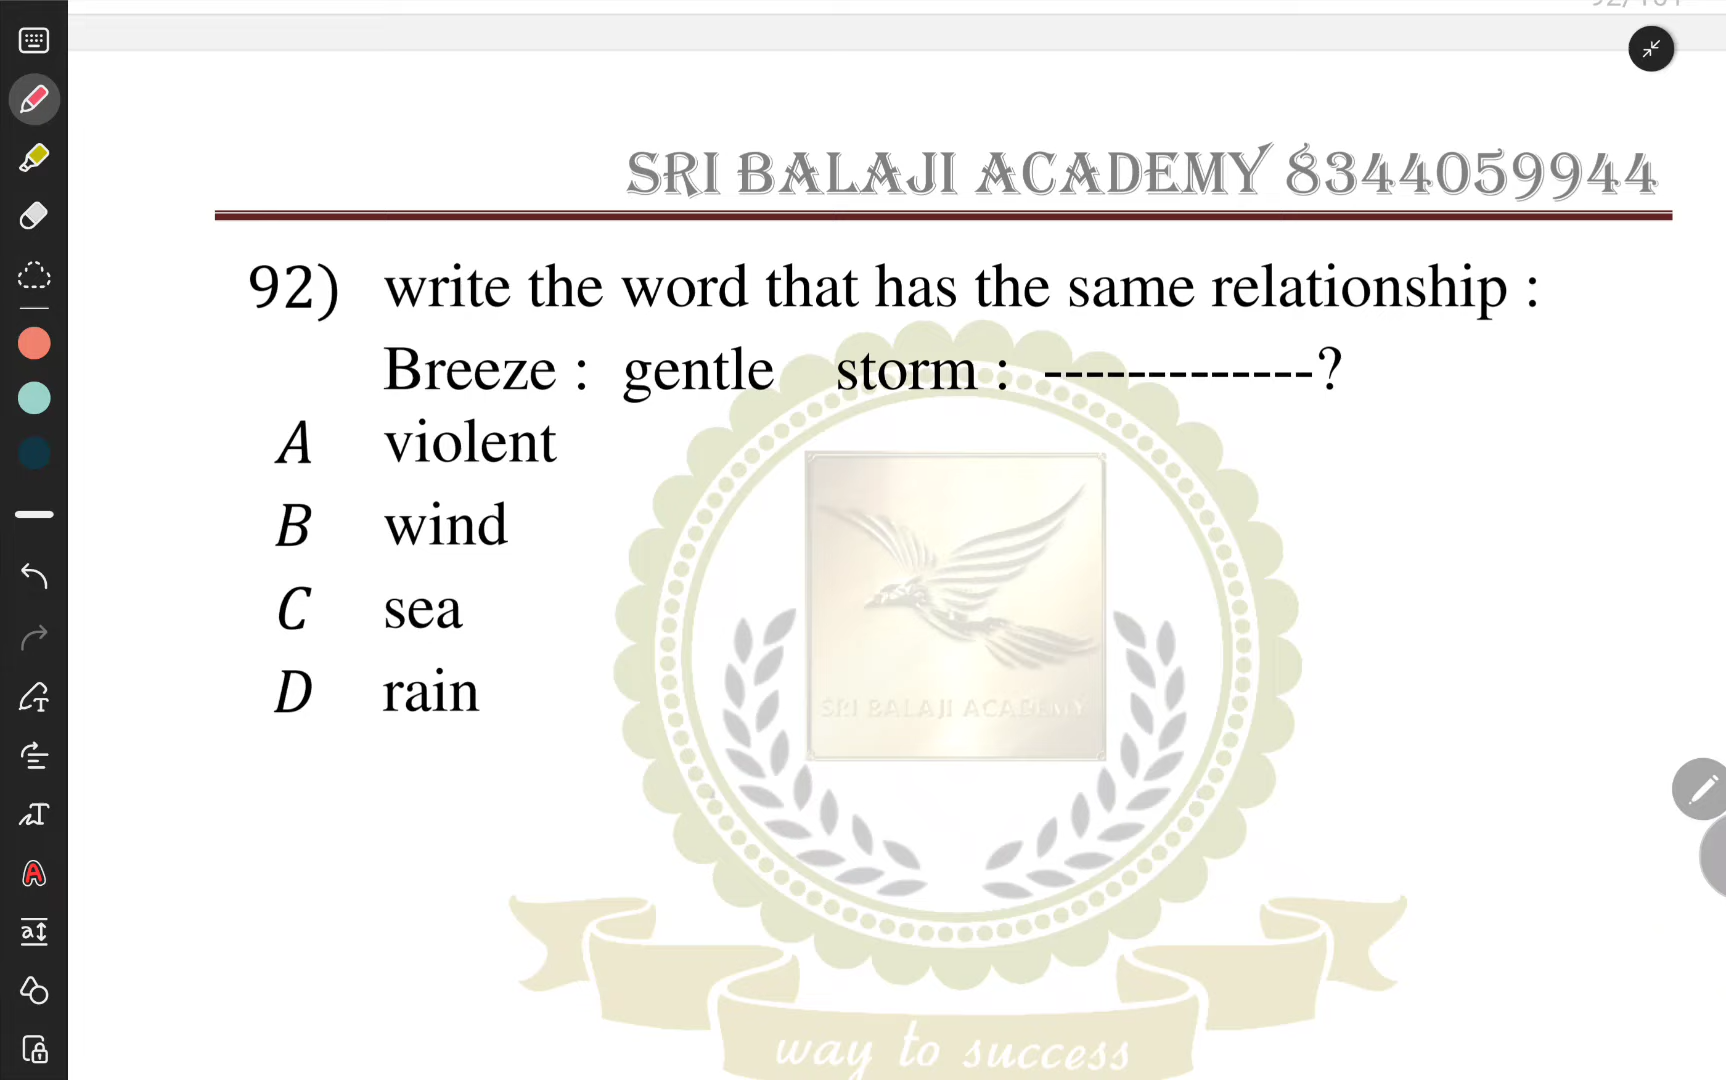 SRI BALAJI ACADEMY 8344059944
92) write the word that has the same relationship :
Breeze : gentle storm : -------------?
A violent
B wind
C sea
D rain
SRI BALAJI ACADEMY
way to success